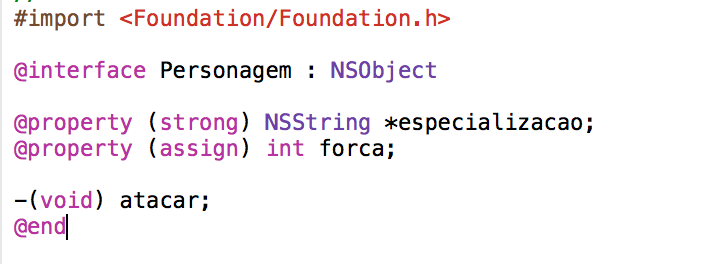 #import <Foundation/Foundation.h>
@interface Personagem : NSObject
@property (strong) NSString *especializacao;
@property (assign) int forca;
-(void) atacar;
@end